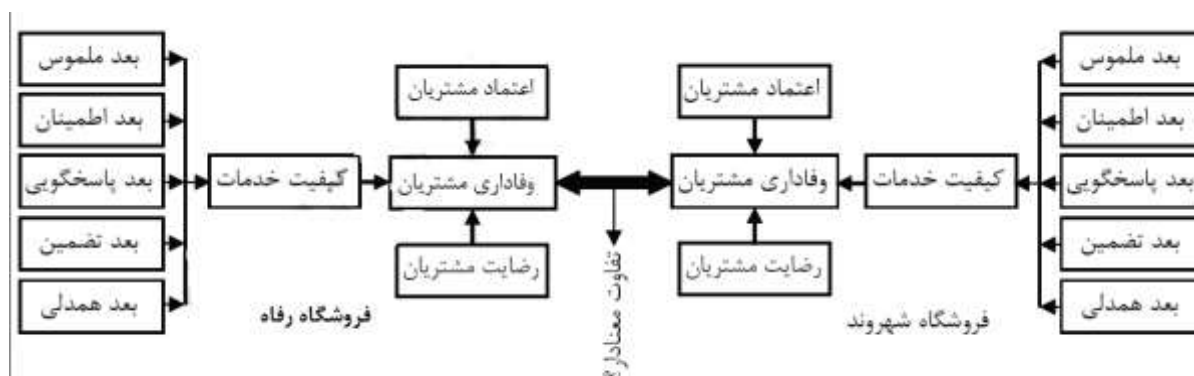 بعد ملموس
بعد اطمینان
بعد پاسخگویی
بعد تضمین
بعد همدلی
کیفیت خدمات
اعتماد مشتریان
وفاداری مشتریان
رضایت مشتریان
فروشگاه شهروند
تفاوت معنادار؟
اعتماد مشتریان
وفاداری مشتریان
رضایت مشتریان
کیفیت خدمات
فروشگاه رفاه
بعد ملموس
بعد اطمینان
بعد پاسخگویی
بعد تضمین
بعد همدلی